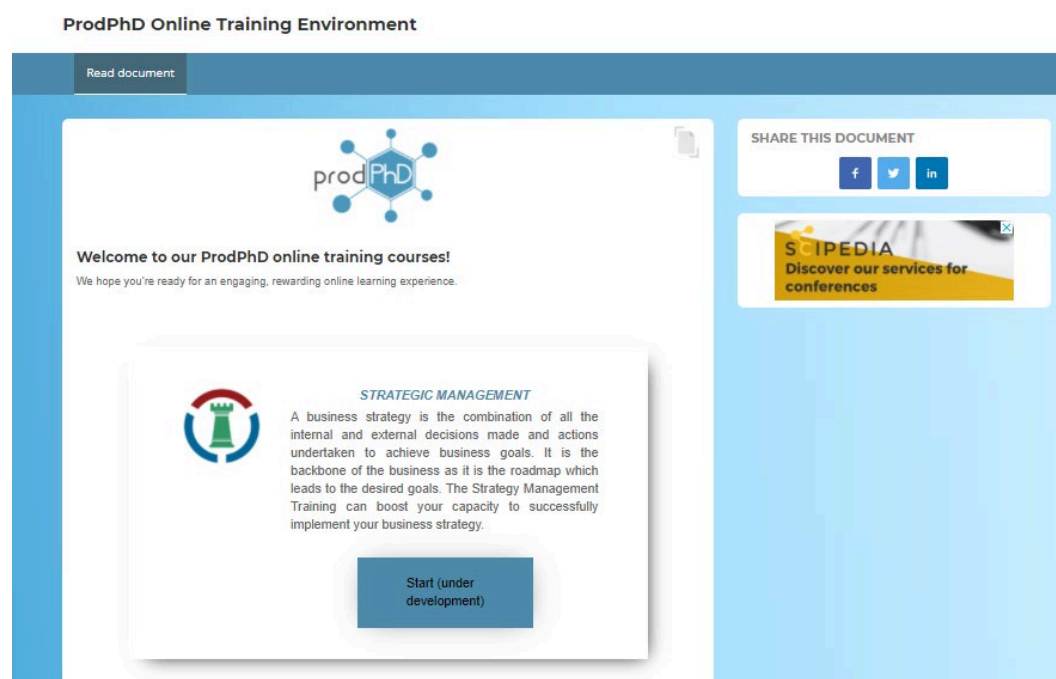 ProdPhD Online Training Environment
Read document
prodPhD
Welcome to our ProdPhD online training courses!
We hope you're ready for an engaging, rewarding online learning experience.
STRATEGIC MANAGEMENT
A business strategy is the combination of all the
internal and external decisions made and actions
undertaken to achieve business goals. It is the
backbone of the business as it is the roadmap which
leads to the desired goals. The Strategy Management
Training can boost your capacity to successfully
implement your business strategy.
Start (under
development)
SHARE THIS DOCUMENT
f
in
SCIPEDIA
Discover our services for
conferences